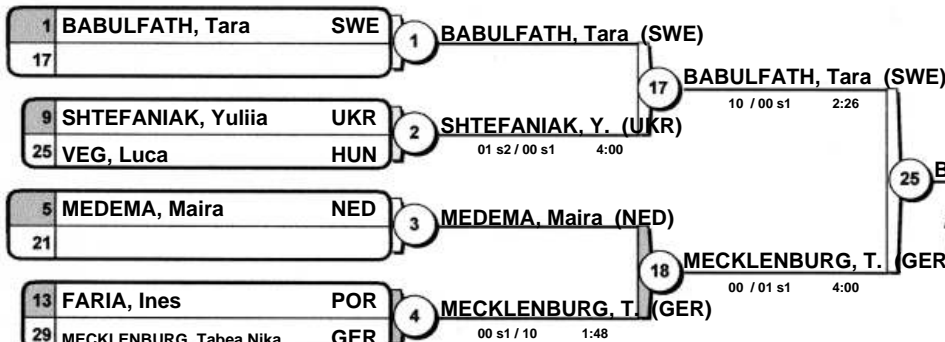 1 BABULFATH, Tara SWE
17
1
BABULFATH, Tara (SWE)
9 SHTEFANIAK, Yuliia UKR
25 VEG, Luca HUN
2
SHTEFANIAK, Y. (UKR)
01 s2 / 00 s1 4:00
17
BABULFATH, Tara (SWE)
10 / 00 s1 2:26
5 MEDEMA, Maira NED
21
3
MEDEMA, Maira (NED)
13 FARIA, Ines POR
29 MECKLENBURG, Tabea Nika GER
4
MECKLENBURG, T. (GER)
00 s1 / 10 1:48
18
MECKLENBURG, T. (GER
00 / 01 s1 4:00
25
B